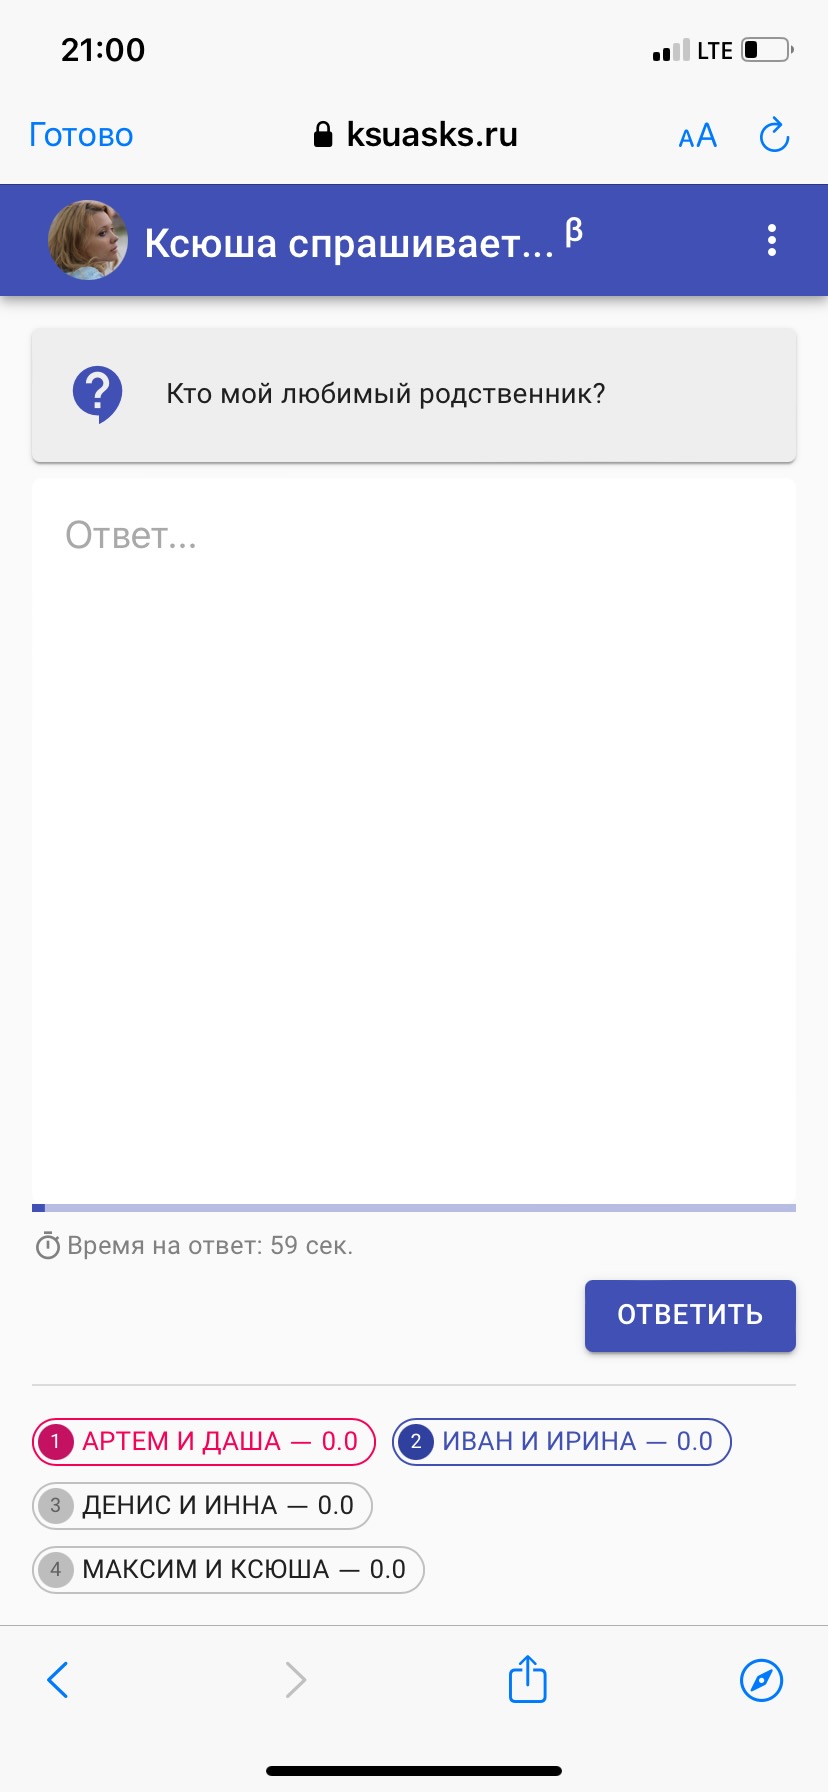 21:00 LTE
Готово ksuasks.ru AA
Ксюша спрашивает... β
? Кто мой любимый родственник?
Ответ...
Время на ответ: 59 сек.
ОТВЕТИТЬ
1 АРТЕМ И ДАША — 0.0 2 ИВАН И ИРИНА — 0.0
3 ДЕНИС И ИННА — 0.0
4 МАКСИМ И КСЮША — 0.0